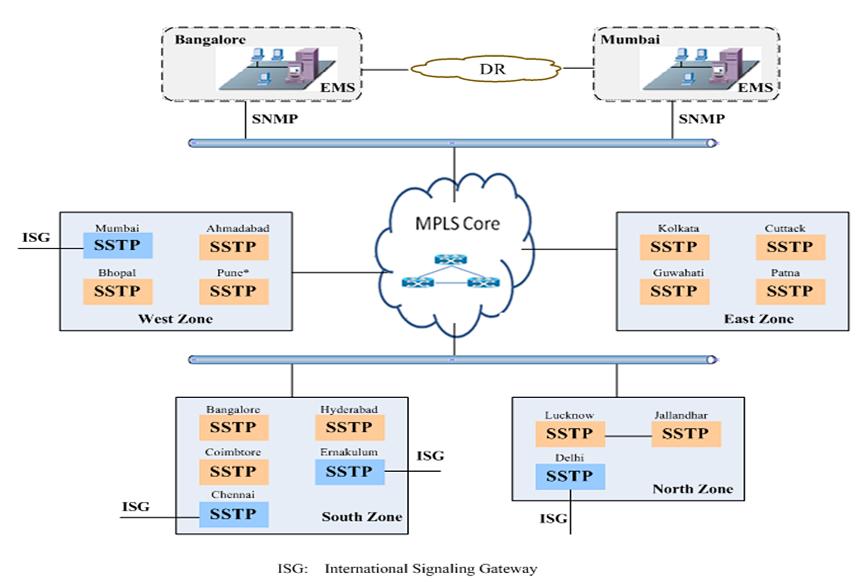 Bangalore
EMS
DR
Mumbai
EMS
SNMP
SNMP
MPLS Core
ISG
Mumbai
SSTP
Ahmadabad
SSTP
Bhopal
SSTP
Pune*
SSTP
West Zone
Kolkata
SSTP
Cuttack
SSTP
Guwahati
SSTP
Patna
SSTP
East Zone
Bangalore
SSTP
Hyderabad
SSTP
Coimbtore
SSTP
Ernakulum
SSTP
ISG
Chennai
SSTP
ISG
South Zone
Lucknow
SSTP
Jallandhar
SSTP
Delhi
SSTP
North Zone
ISG
ISG: International Signaling Gateway